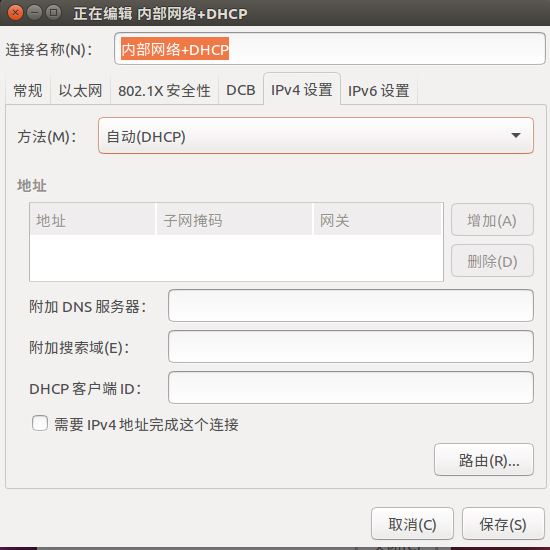 正在编辑 内部网络+DHCP
连接名称(N)： 内部网络+DHCP
常规 以太网 802.1X 安全性 DCB IPv4 设置 IPv6 设置
方法(M)： 自动(DHCP)
地址
地址 子网掩码 网关 增加(A)
删除(D)
附加 DNS 服务器：
附加搜索域(E)：
DHCP 客户端 ID：
需要 IPv4 地址完成这个连接
路由(R)...
取消(C) 保存(S)